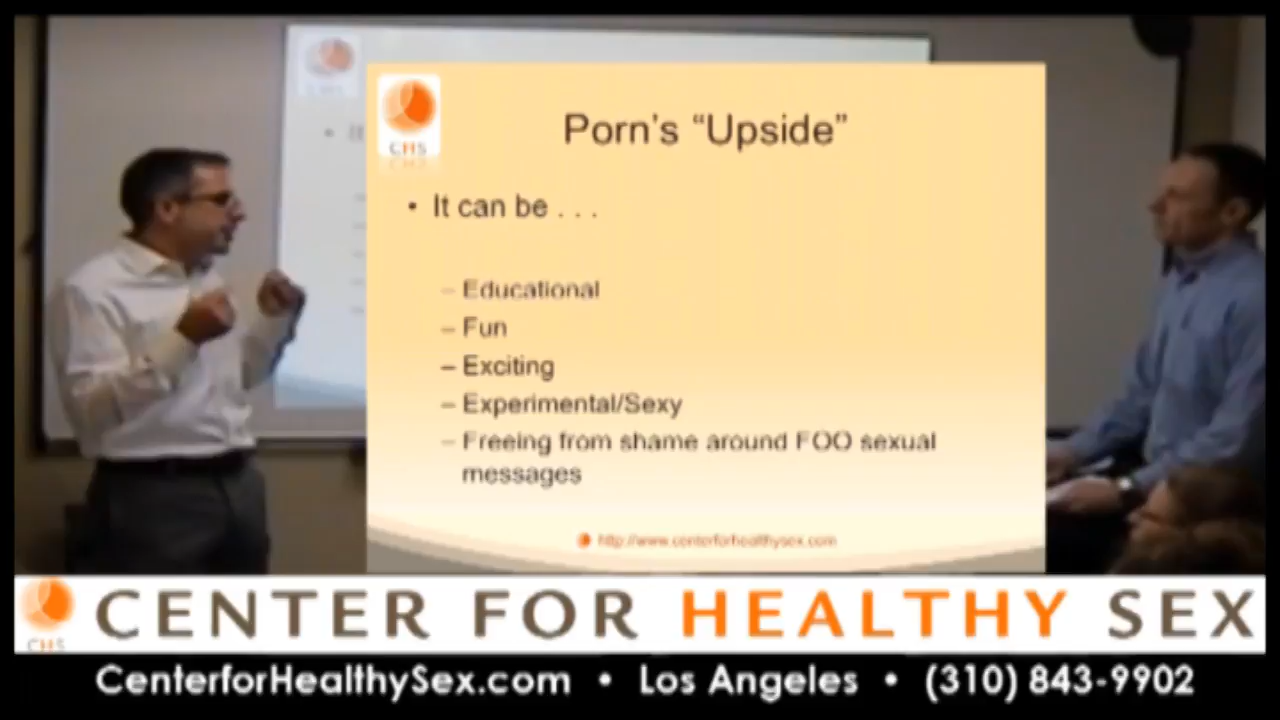 CHS
Porn's “Upside”
• It can be . . .
– Educational
– Fun
– Exciting
– Experimental/Sexy
– Freeing from shame around FOO sexual
messages
http://www.centerforhealthysex.com
CHS
CENTER FOR HEALTHY SEX
CenterforHealthySex.com • Los Angeles • (310) 843-9902